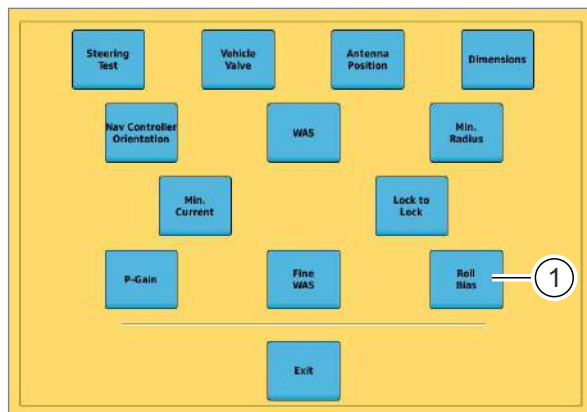 Steering
Test
Vehicle
Valve
Antenna
Position
Dimensions
Nav Controller
Orientation
WAS
Min.
Radius
Min.
Current
Lock to
Lock
P-Gain
Fine
WAS
Roll
Bias
1
Exit